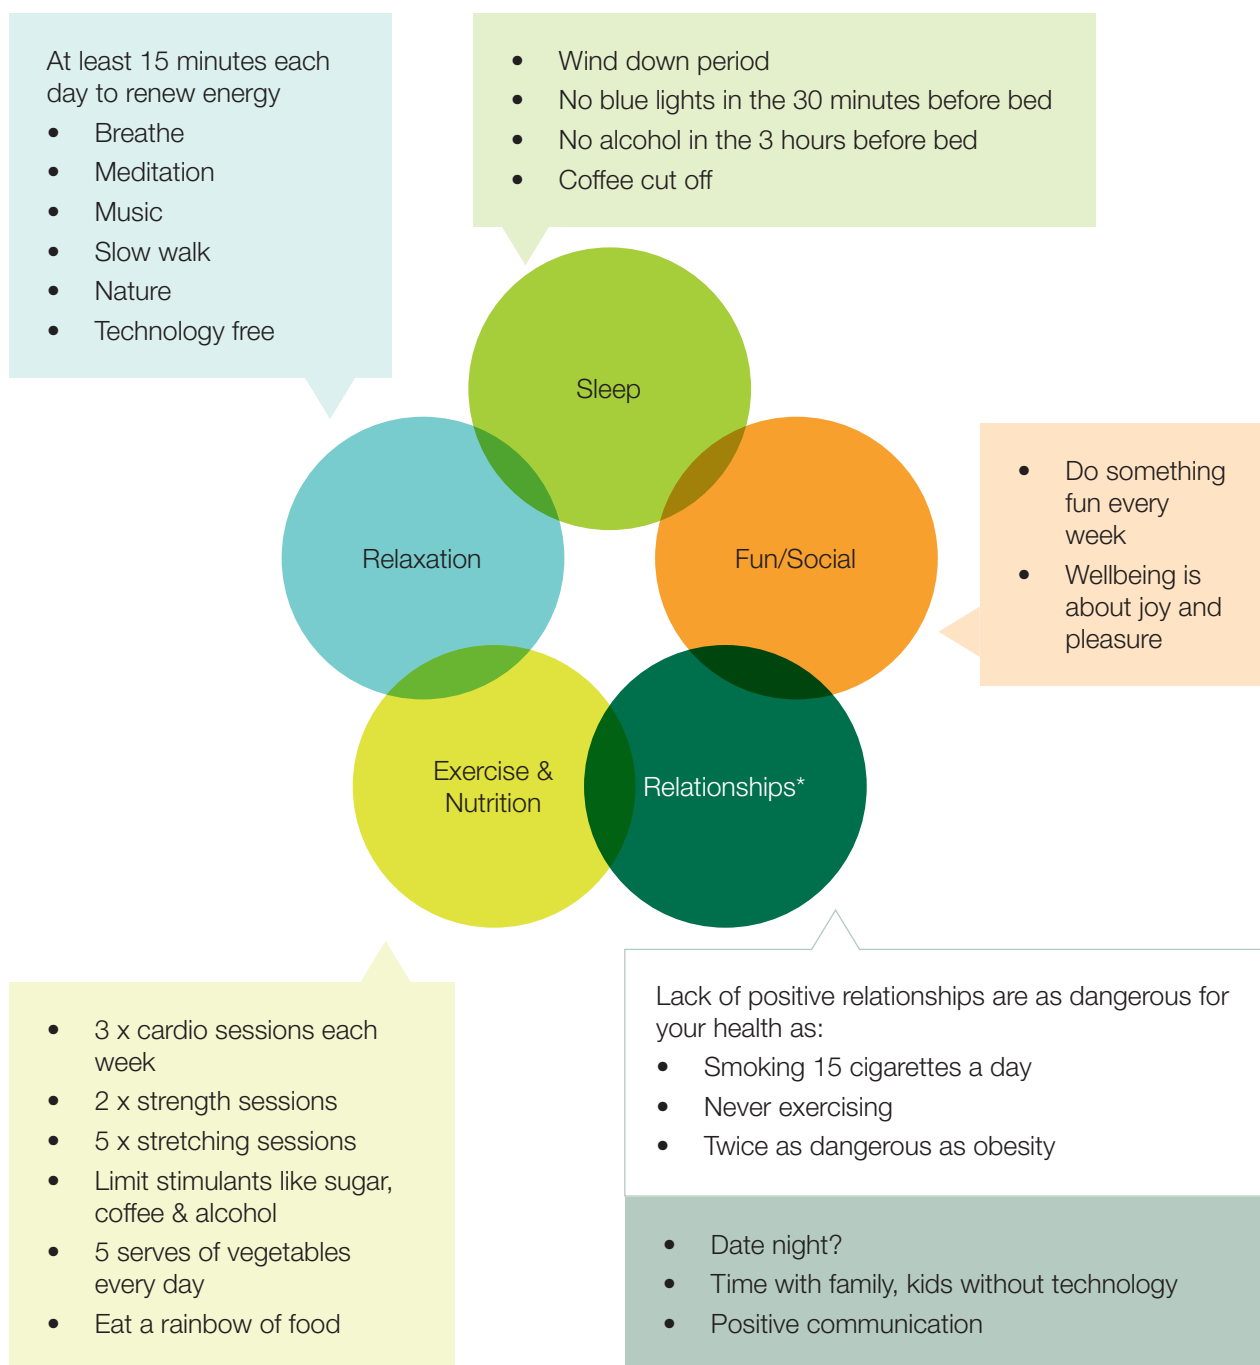 At least 15 minutes each
day to renew energy
• Breathe
• Meditation
• Music
• Slow walk
• Nature
• Technology free
• Wind down period
• No blue lights in the 30 minutes before bed
• No alcohol in the 3 hours before bed
• Coffee cut off
Sleep
Relaxation
Fun/Social
• Do something
fun every
week
• Wellbeing is
about joy and
pleasure
Exercise &
Nutrition
Relationships*
• 3 x cardio sessions each
week
• 2 x strength sessions
• 5 x stretching sessions
• Limit stimulants like sugar,
coffee & alcohol
• 5 serves of vegetables
every day
• Eat a rainbow of food
Lack of positive relationships are as dangerous for
your health as:
• Smoking 15 cigarettes a day
• Never exercising
• Twice as dangerous as obesity
• Date night?
• Time with family, kids without technology
• Positive communication